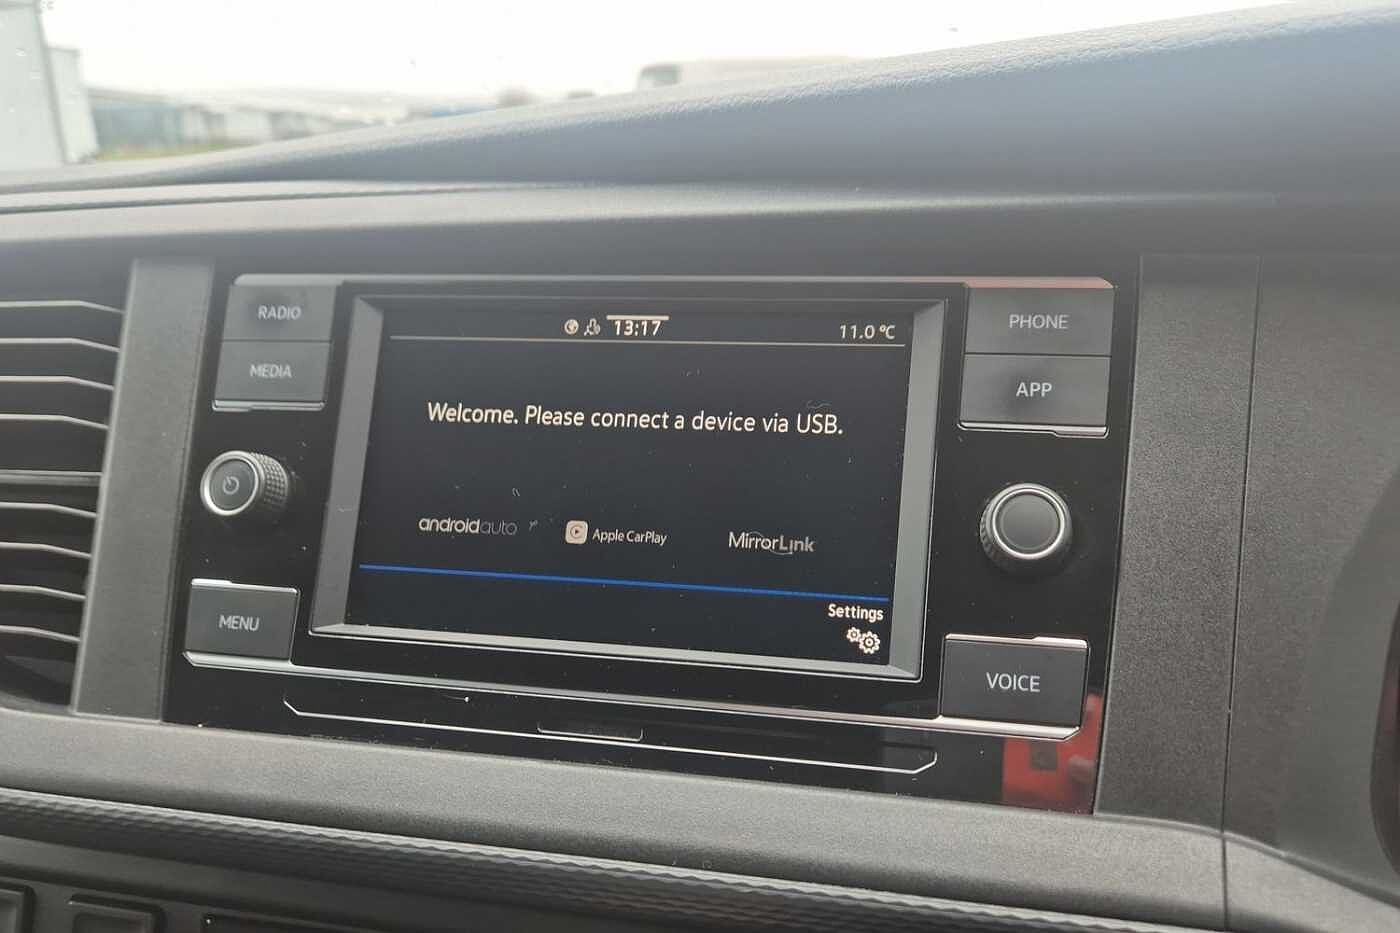 RADIO
MEDIA
MENU
13:17
11.0 °C
Welcome. Please connect a device via USB.
androidauto
Apple CarPlay
MirrorLink
Settings
PHONE
APP
VOICE